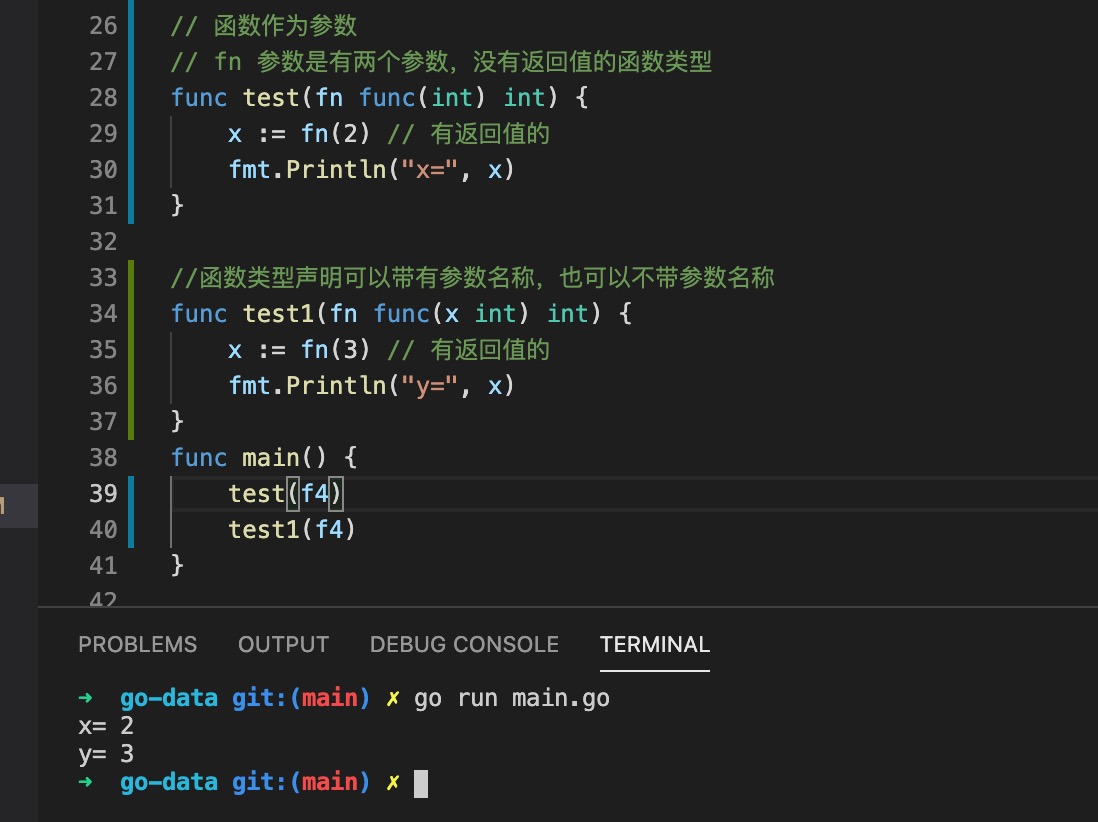 26 // 函数作为参数
27 // fn 参数是有两个参数，没有返回值的函数类型
28 func test(fn func(int) int) {
29 x := fn(2) // 有返回值的
30 fmt.Println("x=", x)
31 }
32
33 //函数类型声明可以带有参数名称，也可以不带参数名称
34 func test1(fn func(x int) int) {
35 x := fn(3) // 有返回值的
36 fmt.Println("y=", x)
37 }
38 func main() {
39 test(f4)
40 test1(f4)
41 }
42
PROBLEMS OUTPUT DEBUG CONSOLE TERMINAL
➜ go-data git:(main) ✗ go run main.go
x= 2
y= 3
➜ go-data git:(main) ✗